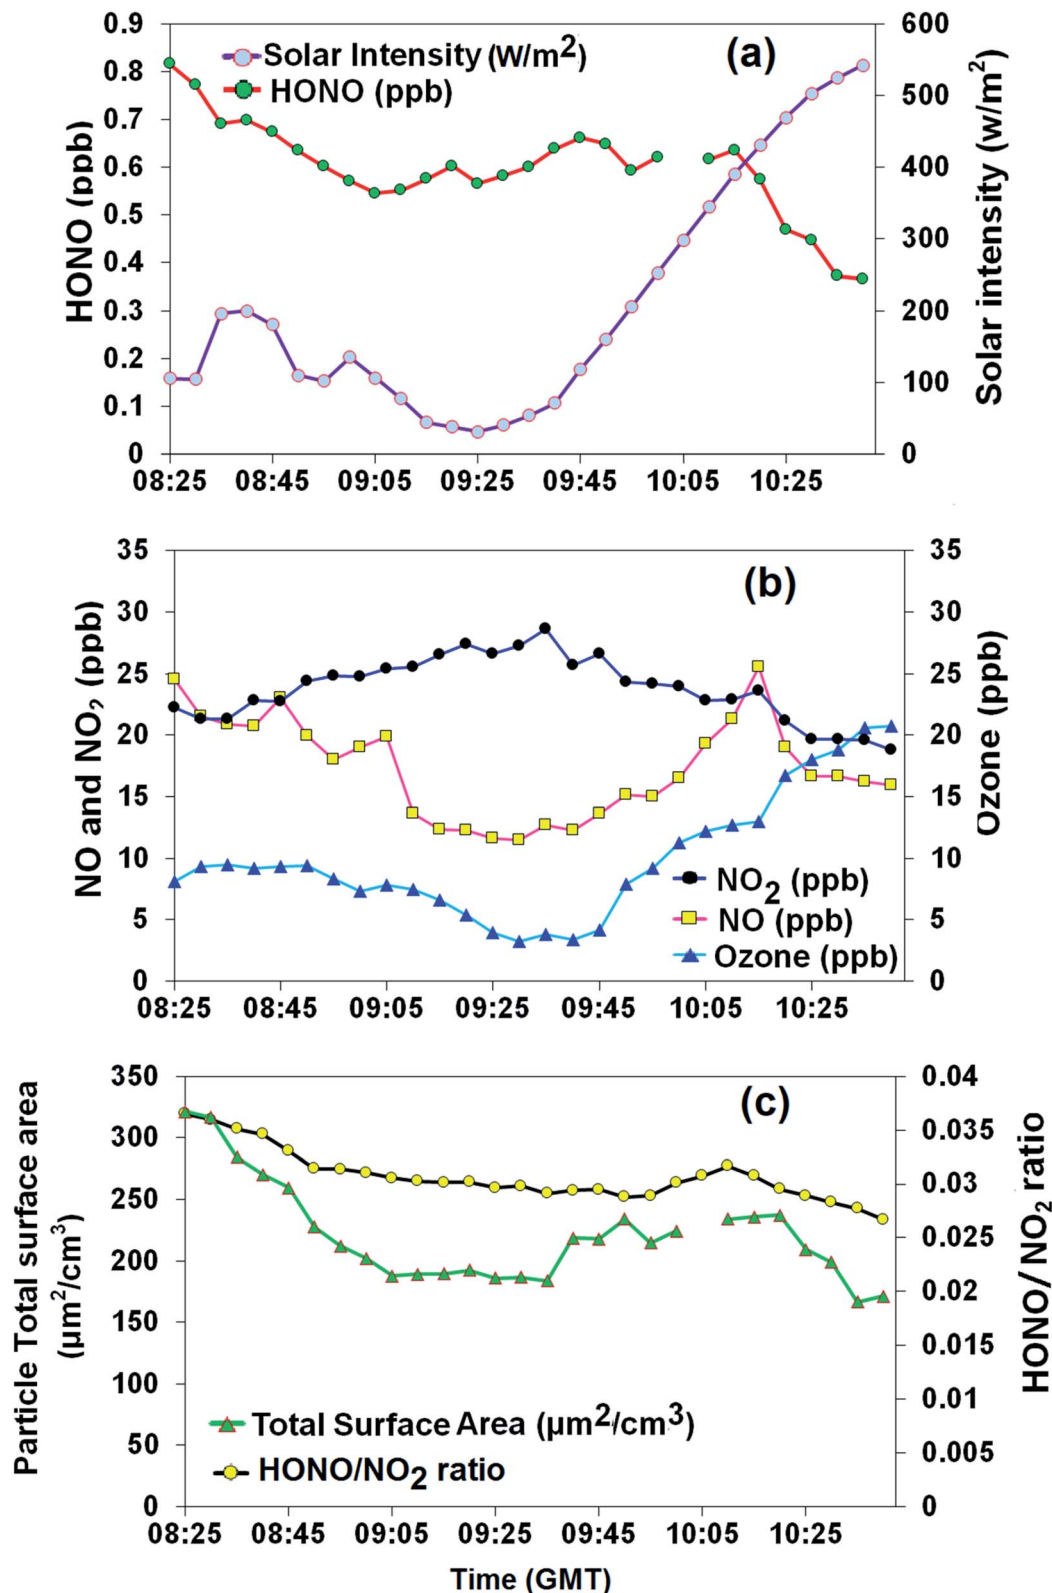 0.9
0.8
0.7
0.6
0.5
0.4
0.3
0.2
0.1
0
HONO (ppb)
Solar Intensity (W/m2)
HONO (ppb)
(a)
600
500
400
300
200
100
0
Solar intensity (w/m2)
08:25 08:45 09:05 09:25 09:45 10:05 10:25
35
30
25
20
15
10
5
0
NO and NO2 (ppb)
(b)
NO2 (ppb)
NO (ppb)
Ozone (ppb)
35
30
25
20
15
10
5
0
Ozone (ppb)
08:25 08:45 09:05 09:25 09:45 10:05 10:25
350
300
250
200
150
100
50
0
Particle Total surface area
(µm2/cm3)
(c)
Total Surface Area (µm2/cm3)
HONO/NO2 ratio
0.04
0.035
0.03
0.025
0.02
0.015
0.01
0.005
0
HONO/ NO2 ratio
08:25 08:45 09:05 09:25 09:45 10:05 10:25
Time (GMT)